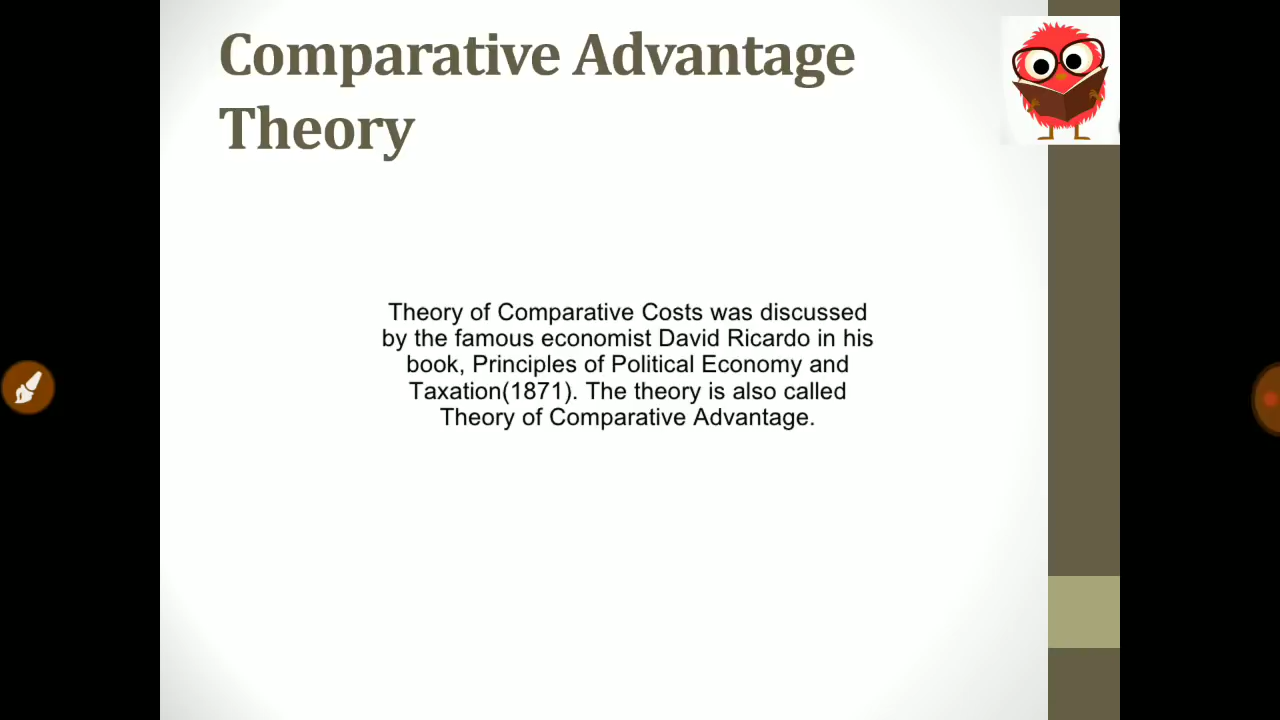 Comparative Advantage
Theory
Theory of Comparative Costs was discussed
by the famous economist David Ricardo in his
book, Principles of Political Economy and
Taxation(1871). The theory is also called
Theory of Comparative Advantage.